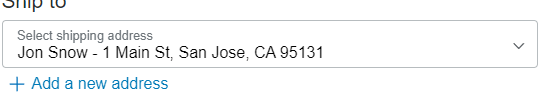 Ship to
Select shipping address
Jon Snow - 1 Main St, San Jose, CA 95131
+ Add a new address